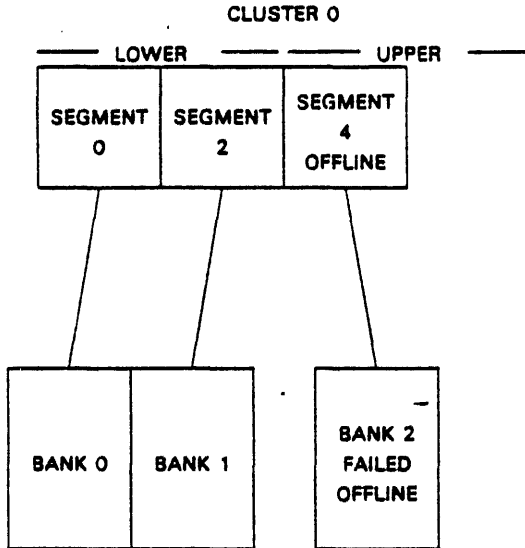 CLUSTER 0
LOWER UPPER
SEGMENT
0
SEGMENT
2
SEGMENT
4
OFFLINE
BANK 0
BANK 1
BANK 2
FAILED
OFFLINE